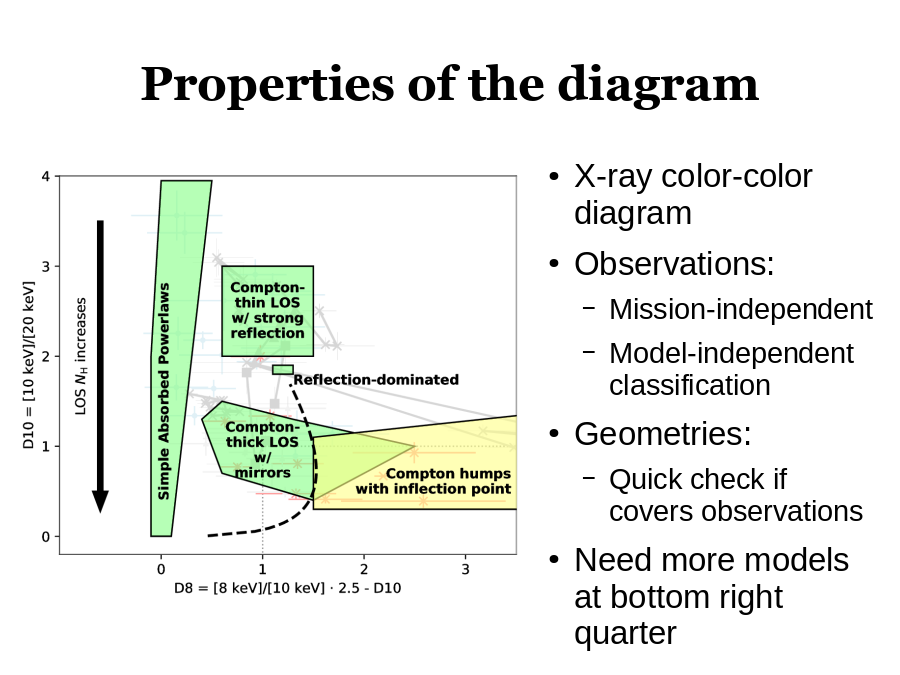 Properties of the diagram
4
3
2
1
0
D10 = [10 keV]/[20 keV]
LOS NH increases
Simple Absorbed Powerlaws
Compton-
thin LOS
w/ strong
reflection
Reflection-dominated
Compton-
thick LOS
w/
mirrors
Compton humps
with inflection point
0
1
2
3
D8 = [8 keV]/[10 keV] · 2.5 - D10
• X-ray color-color
diagram
• Observations:
– Mission-independent
– Model-independent
classification
• Geometries:
– Quick check if
covers observations
• Need more models
at bottom right
quarter